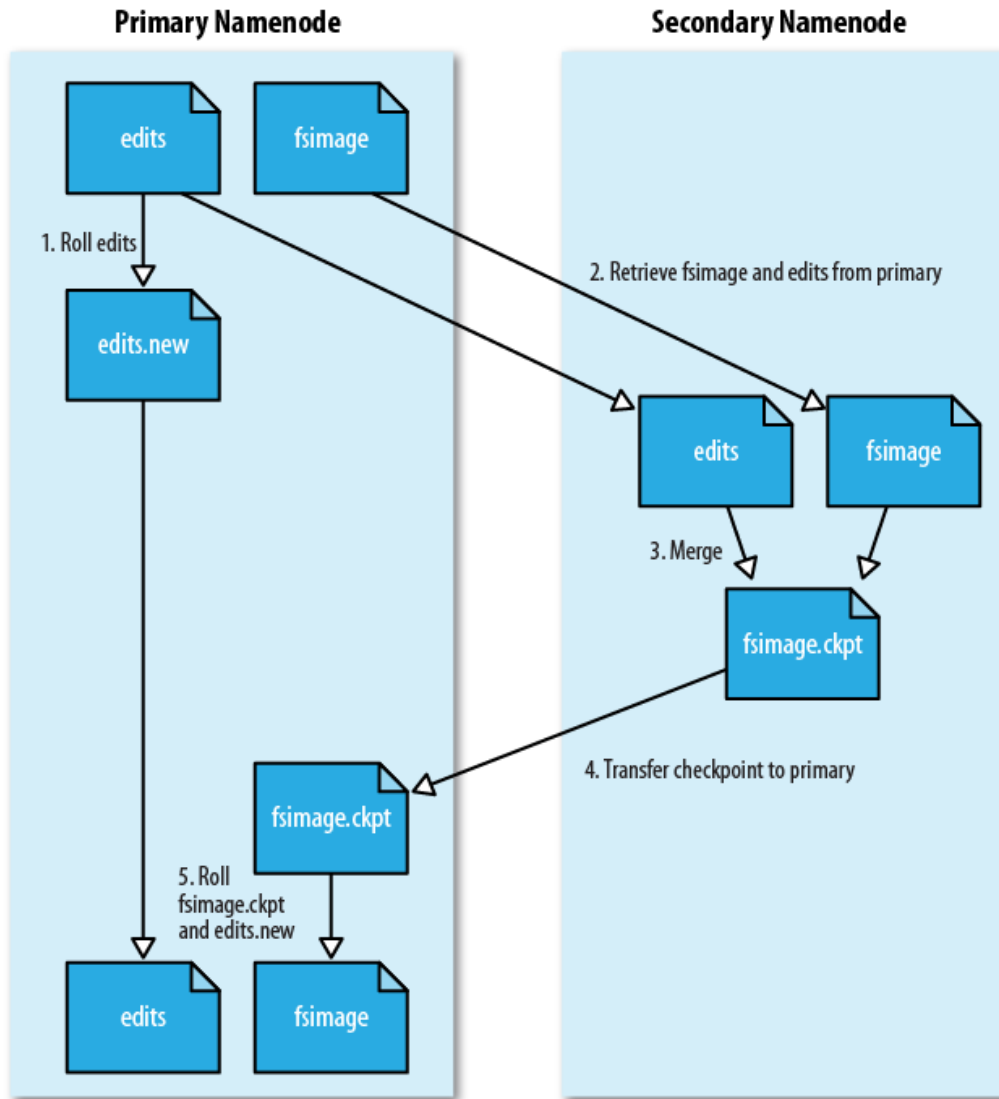 Primary Namenode
Secondary Namenode
edits
fsimage
1. Roll edits
2. Retrieve fsimage and edits from primary
edits.new
edits
fsimage
3. Merge
fsimage.ckpt
4. Transfer checkpoint to primary
fsimage.ckpt
5. Roll
fsimage.ckpt
and edits.new
edits
fsimage